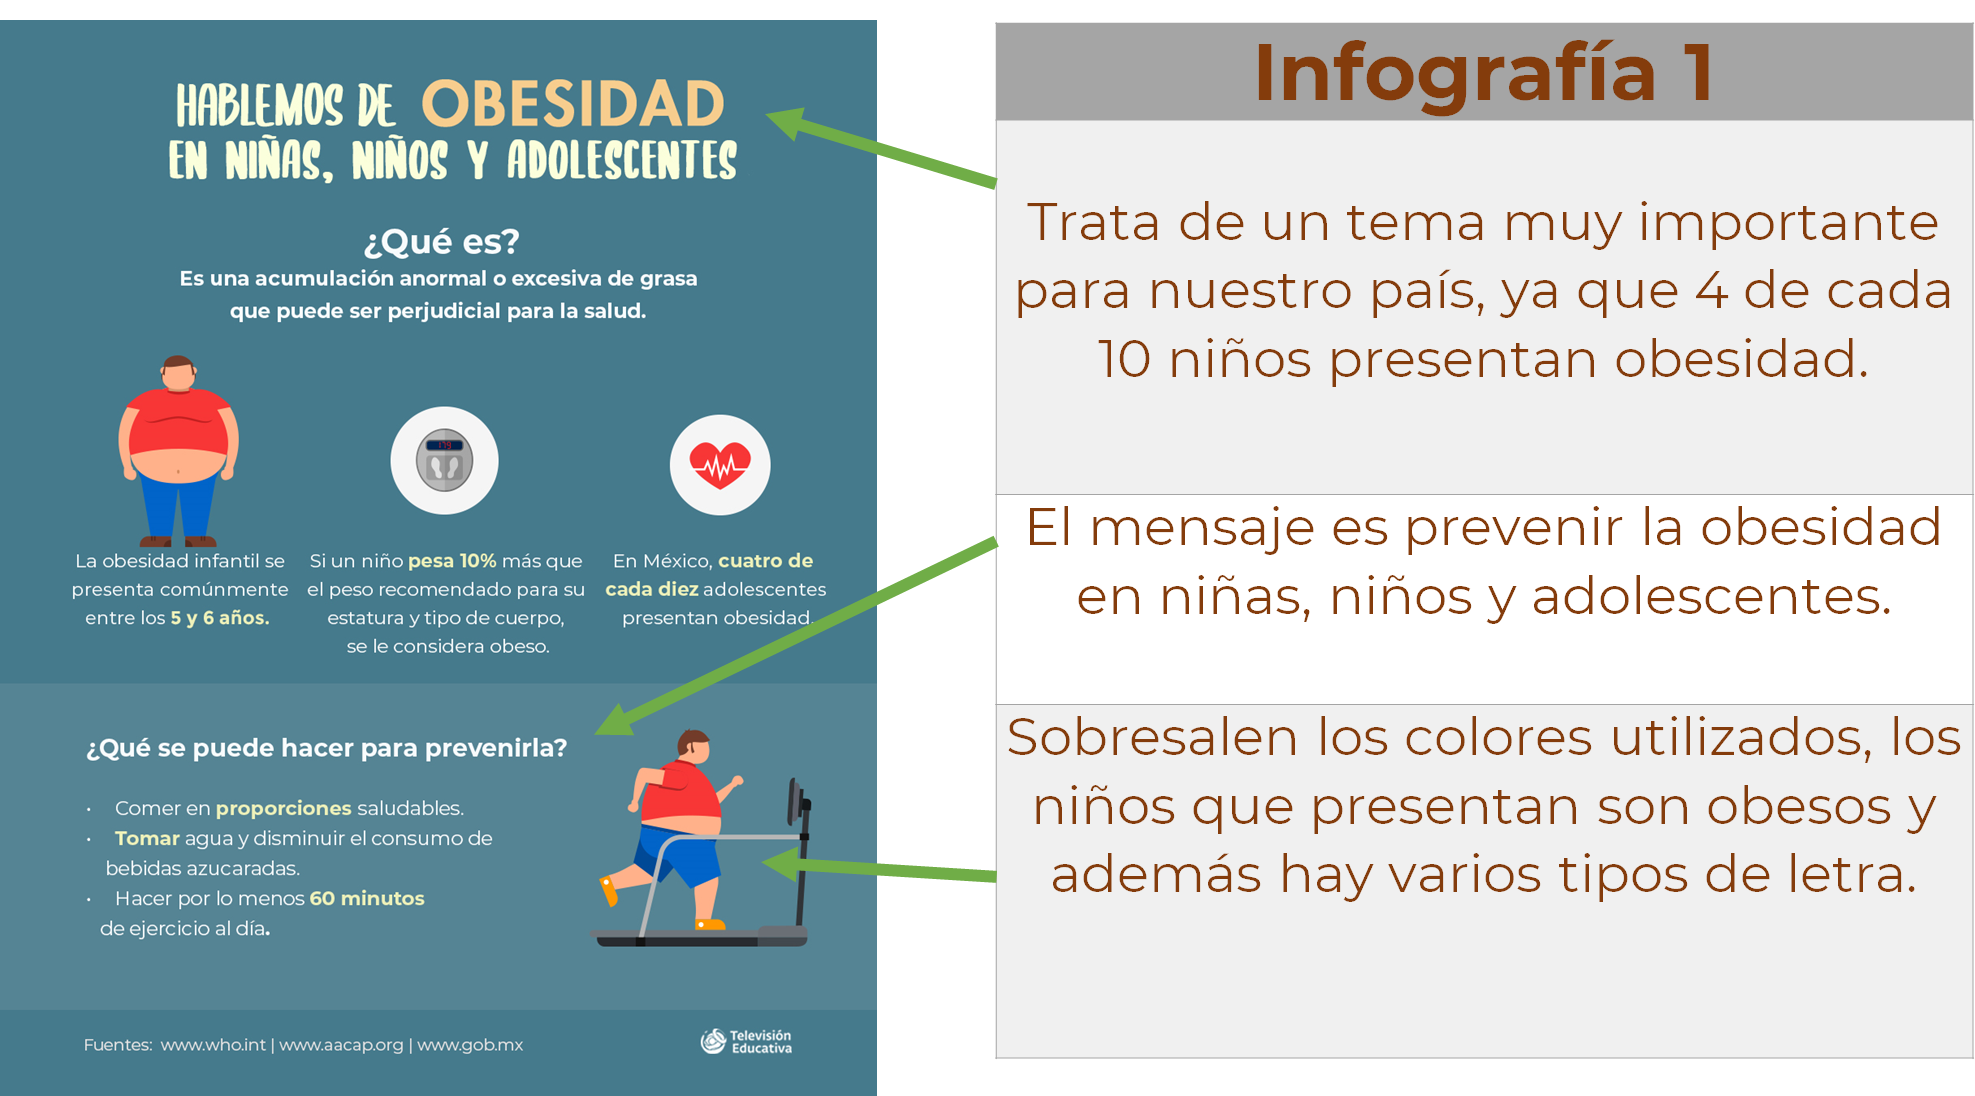 HABLEMOS DE OBESIDAD
EN NIÑAS, NIÑOS Y ADOLESCENTES
¿Qué es?
Es una acumulación anormal o excesiva de grasa
que puede ser perjudicial para la salud.
La obesidad infantil se
presenta comúnmente
entre los 5 y 6 años.
Si un niño pesa 10% más que
el peso recomendado para su
estatura y tipo de cuerpo,
se le considera obeso.
En México, cuatro de
cada diez adolescentes
presentan obesidad.
¿Qué se puede hacer para prevenirla?
• Comer en proporciones saludables.
• Tomar agua y disminuir el consumo de
bebidas azucaradas.
• Hacer por lo menos 60 minutos
de ejercicio al día.
Fuentes: www.who.int | www.aacap.org | www.gob.mx
Televisión
Educativa
Infografía 1
Trata de un tema muy importante
para nuestro país, ya que 4 de cada
10 niños presentan obesidad.
El mensaje es prevenir la obesidad
en niñas, niños y adolescentes.
Sobresalen los colores utilizados, los
niños que presentan son obesos y
además hay varios tipos de letra.